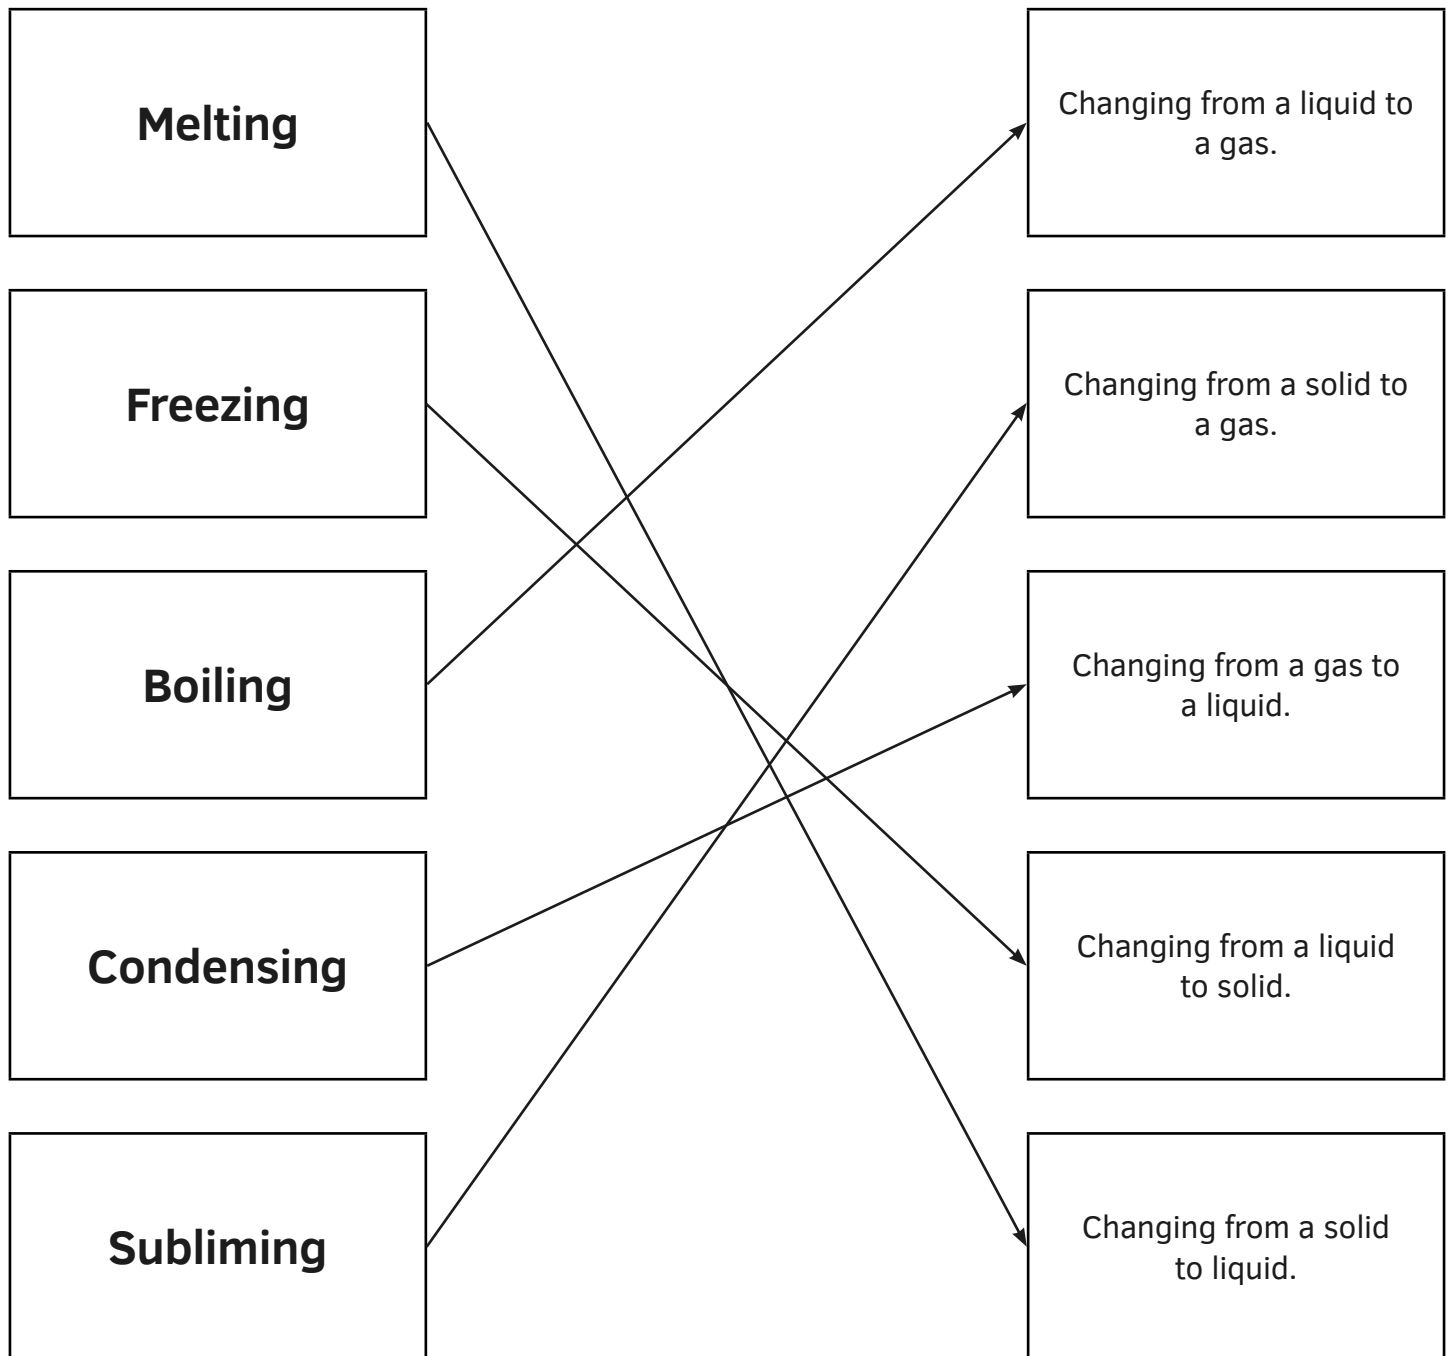 Melting
Changing from a liquid to
a gas.
Freezing
Changing from a solid to
a gas.
Boiling
Changing from a gas to
a liquid.
Condensing
Changing from a liquid
to solid.
Subliming
Changing from a solid
to liquid.